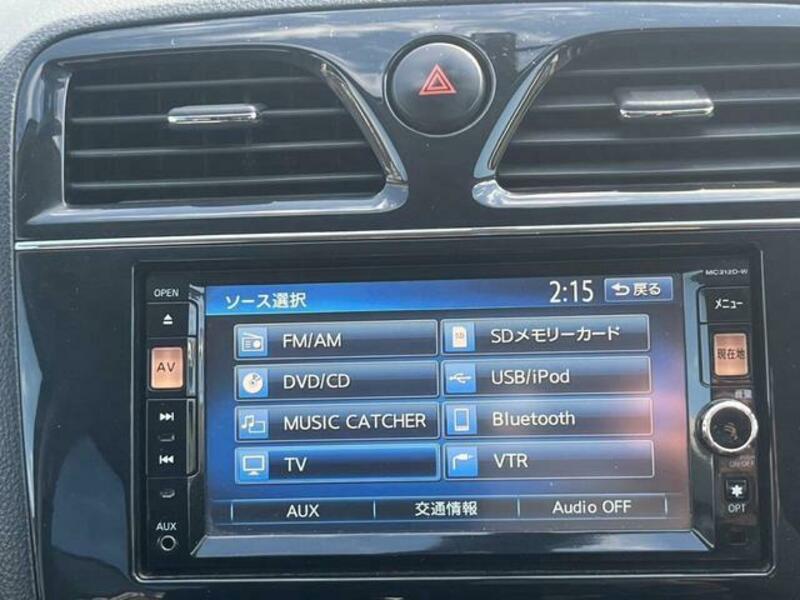 MC312D-W
OPEN
ソース選択 2:15 戻る
メニュー
FM/AM SDメモリーカード
AV
現在地
DVD/CD USB/iPod
MUSIC CATCHER Bluetooth
TV VTR
ON/OFF
AUX 交通情報 Audio OFF
OPT
AUX